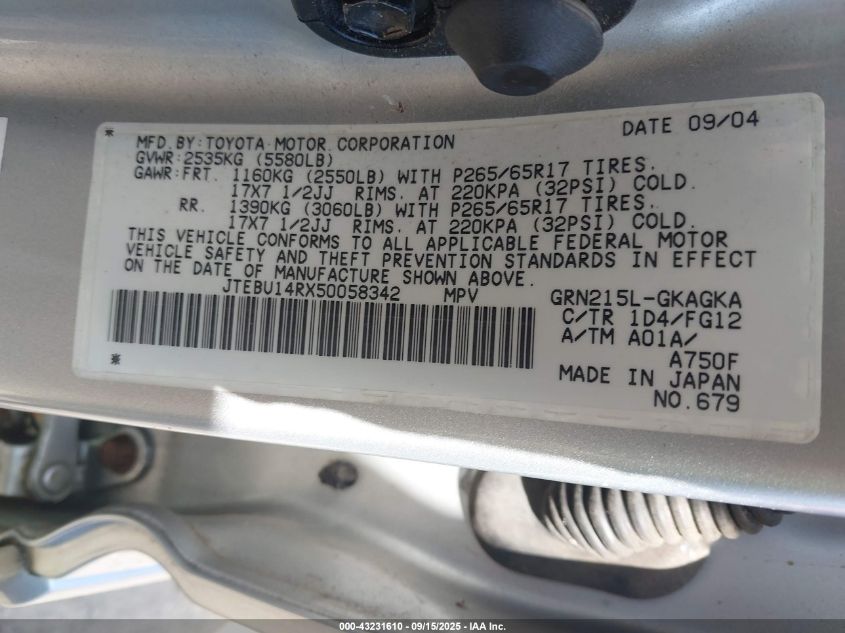 DATE 09/04
MFD.BY:TOYOTA MOTOR CORPORATION
GVWR:2535KG (5580LB)
GAWR:FRT. 1160KG (2550LB) WITH P265/65R17 TIRES.
17X7 1/2JJ RIMS. AT 220KPA (32PSI) COLD.
RR. 1390KG (3060LB) WITH P265/65R17 TIRES.
17X7 1/2JJ RIMS. AT 220KPA (32PSI) COLD.
THIS VEHICLE CONFORMS TO ALL APPLICABLE FEDERAL MOTOR
VEHICLE SAFETY AND THEFT PREVENTION STANDARDS IN EFFECT
ON THE DATE OF MANUFACTURE SHOWN ABOVE.
JTEBU14RX50058342 MPV GRN215L-GKAGKA
C/TR 1D4/FG12
A/TM A01A/
A750F
MADE IN JAPAN
NO.679
000-43231610 - 09/15/2025 - IAA Inc.